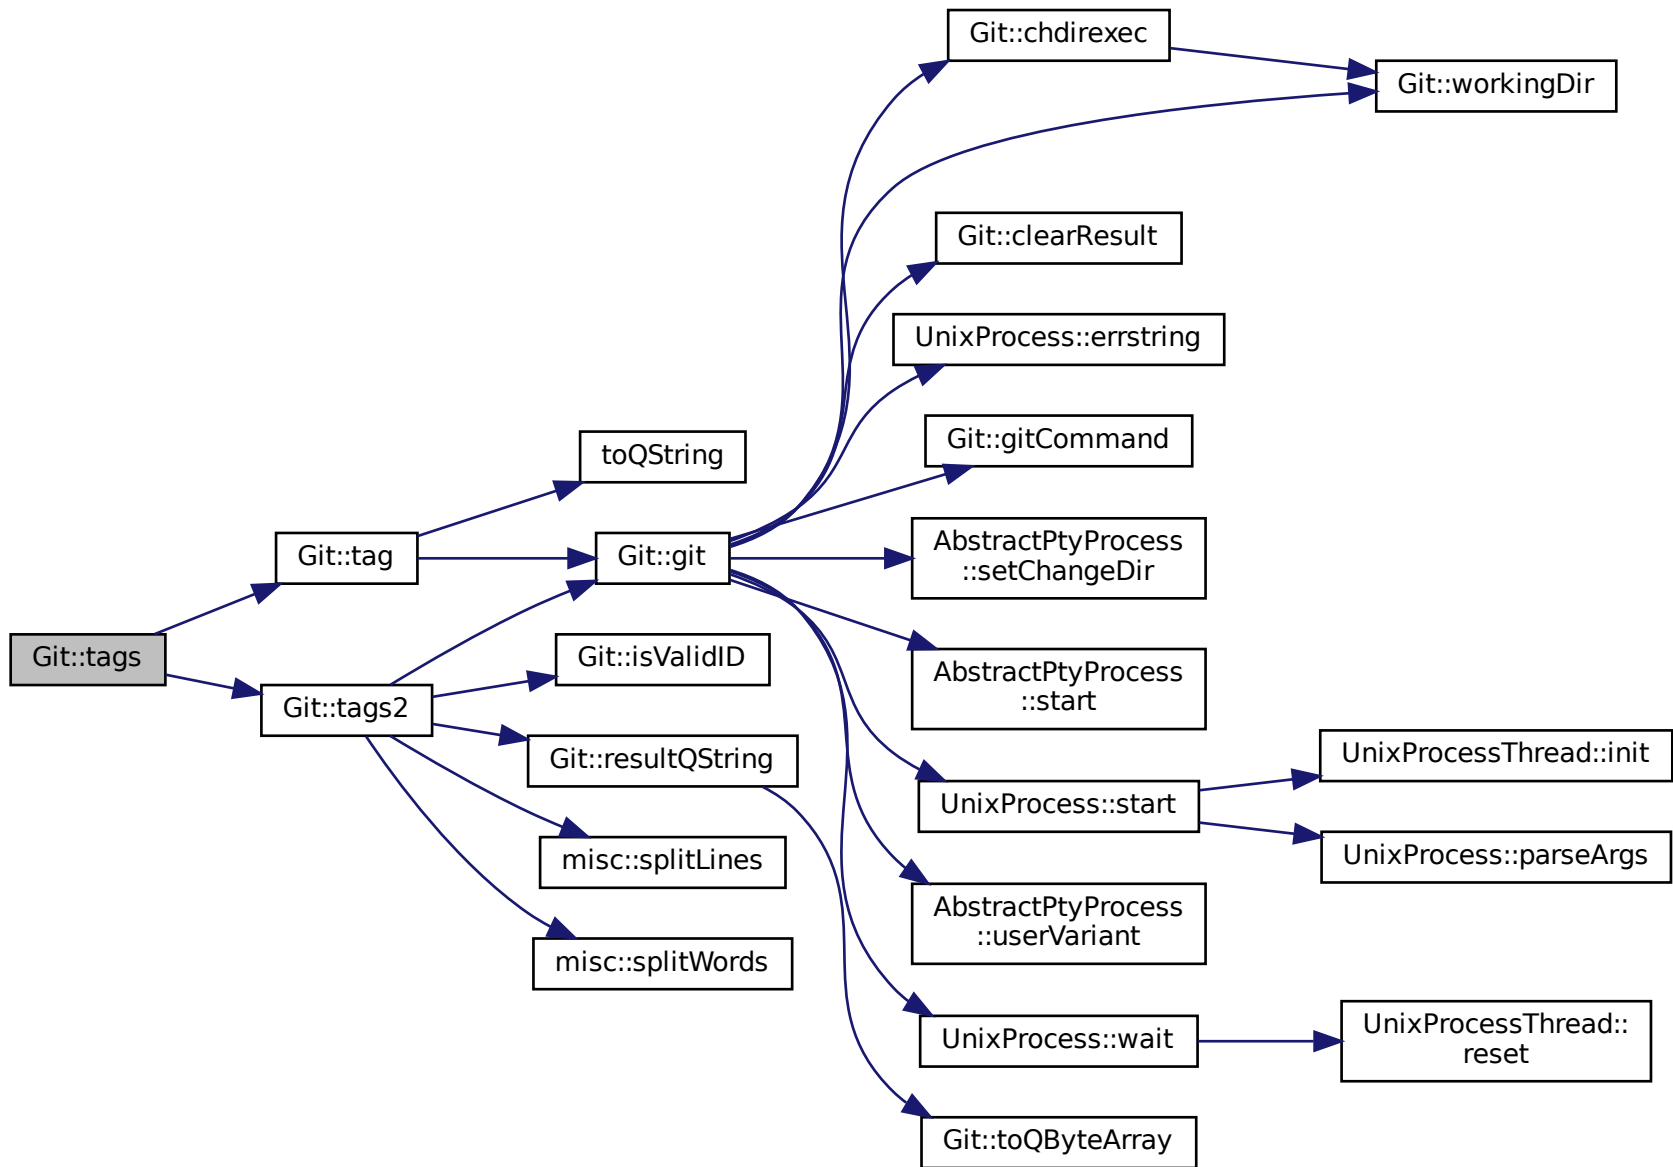 Git::chdirexec
Git::workingDir
Git::clearResult
UnixProcess::errstring
Git::gitCommand
toQString
Git::tag
Git::git
AbstractPtyProcess
::setChangeDir
Git::tags
Git::isValidID
AbstractPtyProcess
::start
Git::tags2
Git::resultQString
UnixProcessThread::init
UnixProcess::start
misc::splitLines
UnixProcess::parseArgs
AbstractPtyProcess
::userVariant
misc::splitWords
UnixProcess::wait
UnixProcessThread::
reset
Git::toQByteArray